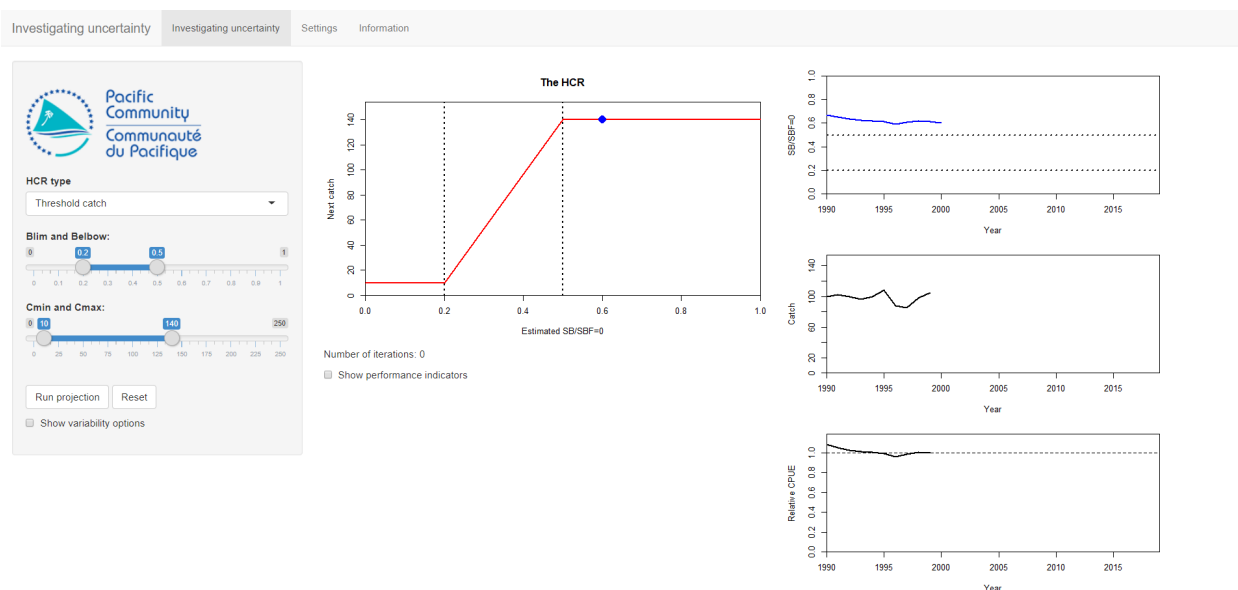 Investigating uncertainty Investigating uncertainty Settings Information
Pacific
Community
Communauté
du Pacifique
HCR type
Threshold catch
Blim and Belbow:
0 0.2 0.5 1
0 0.1 0.2 0.3 0.4 0.5 0.6 0.7 0.8 0.9 1
Cmin and Cmax:
0 10 140 250
0 25 50 75 100 125 150 175 200 225 250
Run projection Reset
Show variability options
The HCR
Next catch
0 20 40 60 80 100 120 140
0.0 0.2 0.4 0.6 0.8 1.0
Estimated SB/SBF=0
Number of iterations: 0
Show performance indicators
SB/SBF=0
0.0 0.2 0.4 0.6 0.8 1.0
1990 1995 2000 2005 2010 2015
Year
Catch
0 20 60 100 140
1990 1995 2000 2005 2010 2015
Year
Relative CPUE
0.0 0.2 0.4 0.6 0.8 1.0
1990 1995 2000 2005 2010 2015
Year